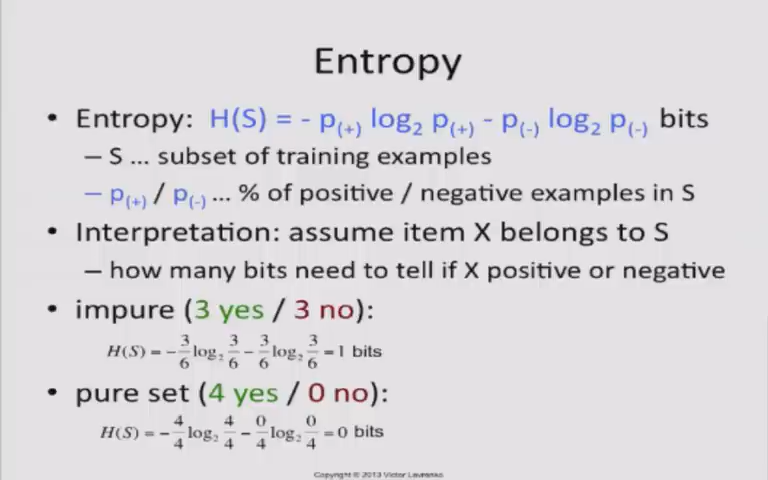 Entropy
• Entropy: H(S) = - p(+) log₂ p(+) - p(-) log₂ p(-) bits
– S ... subset of training examples
– p(+) / p(-) ... % of positive / negative examples in S
• Interpretation: assume item X belongs to S
– how many bits need to tell if X positive or negative
• impure (3 yes / 3 no):
H(S) = - 3/6 log₂ 3/6 - 3/6 log₂ 3/6 = 1 bits
• pure set (4 yes / 0 no):
H(S) = - 4/4 log₂ 4/4 - 0/4 log₂ 0/4 = 0 bits
Copyright © 2013 Victor Lavrenko